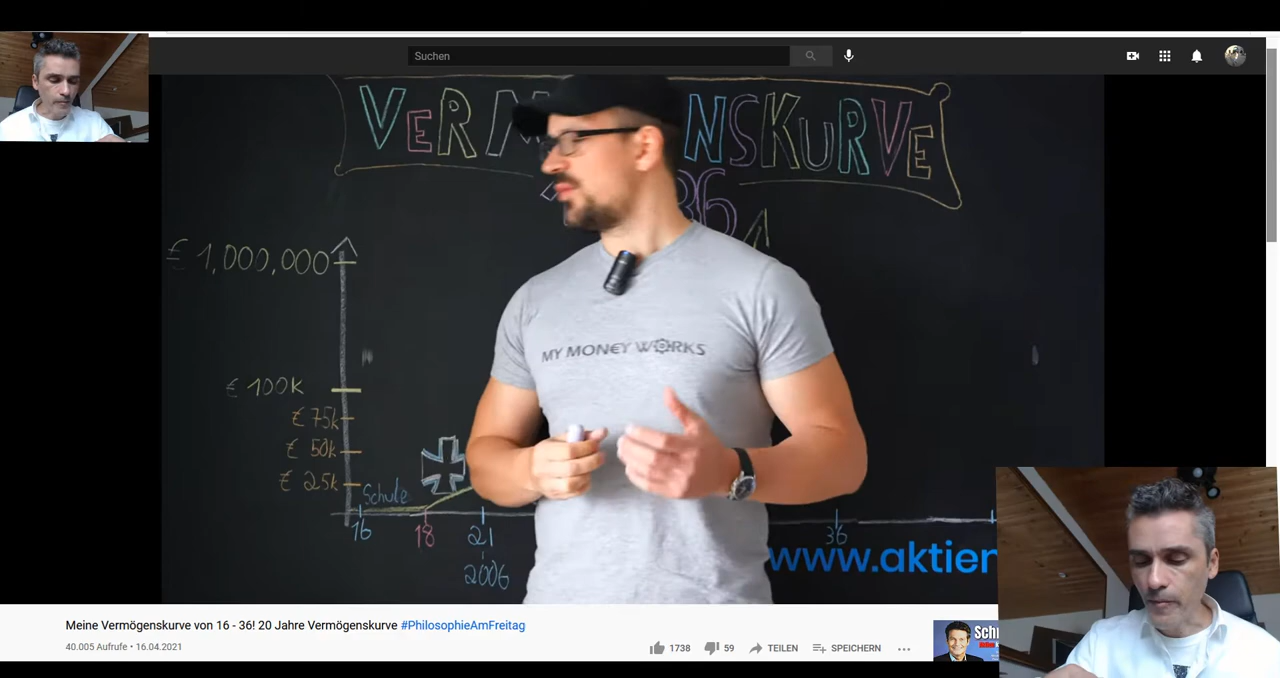 Suchen
VERM NSKURVE
36
€ 1,000,000
€ 100K
€ 75k
€ 50k
€ 25k
Schule
16
18
21
36
2006
MY MONEY WORKS
www.aktien
Meine Vermögenskurve von 16 - 36! 20 Jahre Vermögenskurve #PhilosophieAmFreitag
40.005 Aufrufe • 16.04.2021
1738
59
TEILEN
SPEICHERN